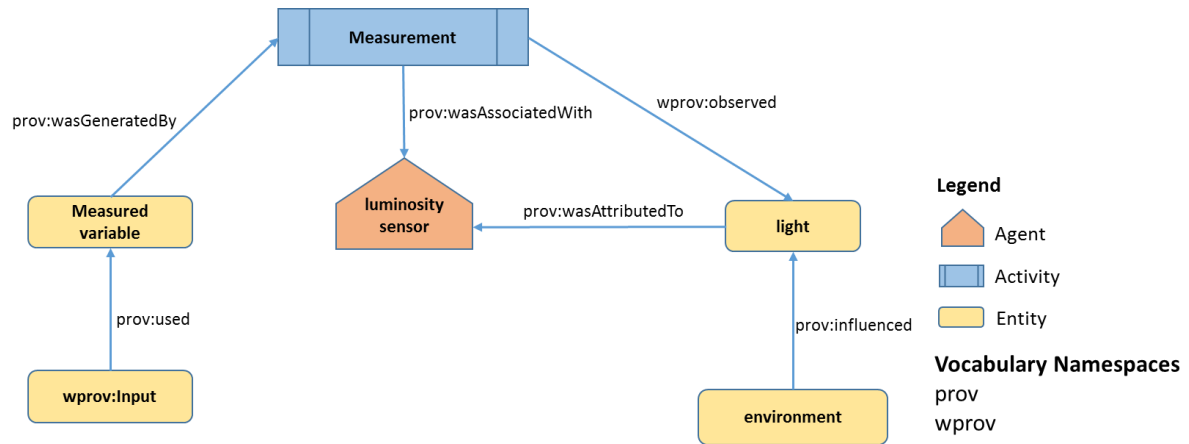 Measurement
prov:wasGeneratedBy
prov:wasAssociatedWith
wprov:observed
Measured
variable
luminosity
sensor
prov:wasAttributedTo
light
prov:used
prov:influenced
wprov:Input
environment
Legend
Agent
Activity
Entity
Vocabulary Namespaces
prov
wprov